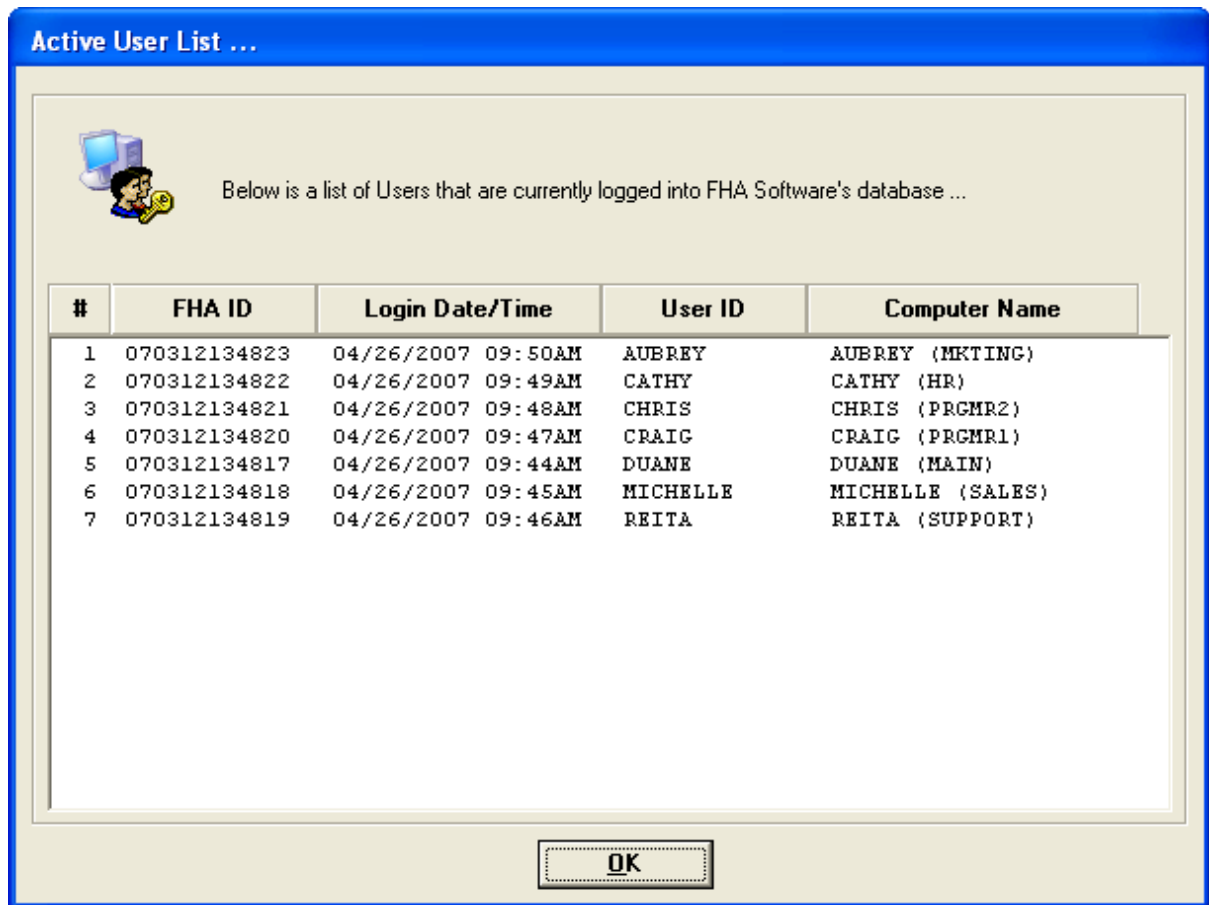 Active User List ...
Below is a list of Users that are currently logged into FHA Software's database ...
# FHA ID Login Date/Time User ID Computer Name
1 070312134823 04/26/2007 09:50AM AUBREY AUBREY (MKTING)
2 070312134822 04/26/2007 09:49AM CATHY CATHY (HR)
3 070312134821 04/26/2007 09:48AM CHRIS CHRIS (PRGMR2)
4 070312134820 04/26/2007 09:47AM CRAIG CRAIG (PRGMR1)
5 070312134817 04/26/2007 09:44AM DUANE DUANE (MAIN)
6 070312134818 04/26/2007 09:45AM MICHELLE MICHELLE (SALES)
7 070312134819 04/26/2007 09:46AM REITA REITA (SUPPORT)
OK